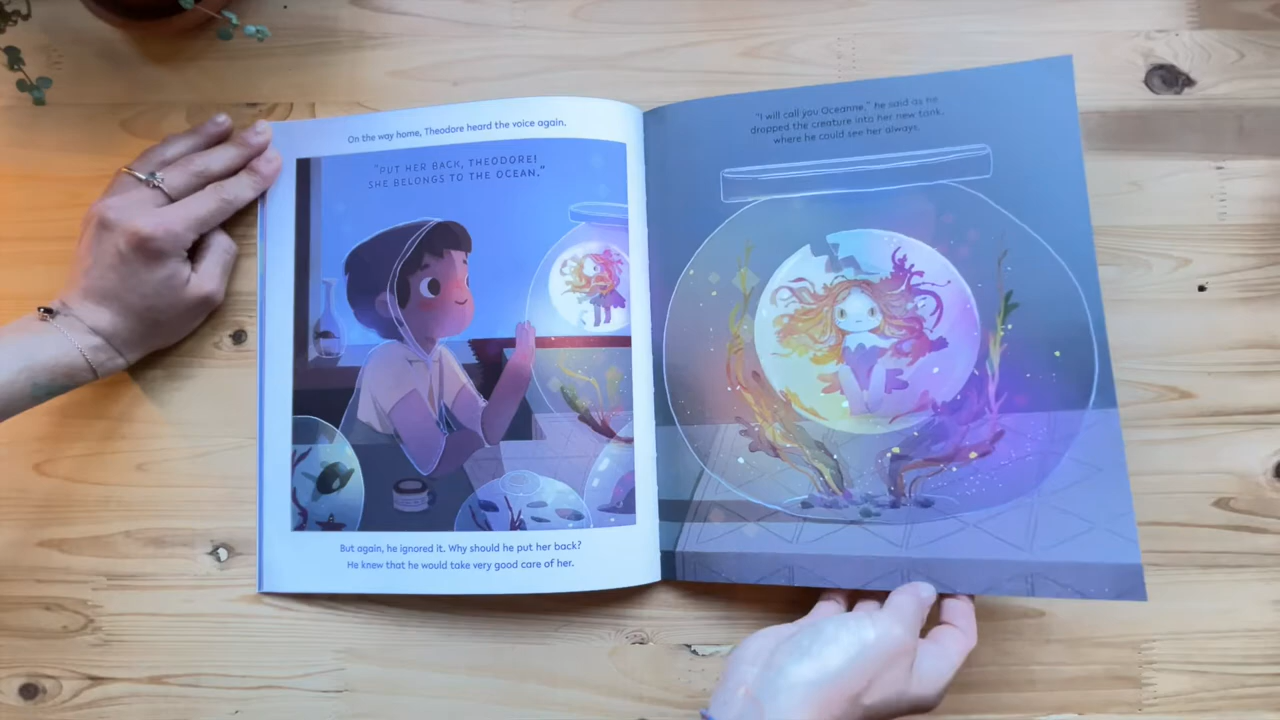 On the way home, Theodore heard the voice again,
"PUT HER BACK, THEODORE!
SHE BELONGS TO THE OCEAN."
But again, he ignored it. Why should he put her back?
He knew that he would take very good care of her.
"I will call you Oceanne," he said as he
dropped the creature into her new tank,
where he could see her always.